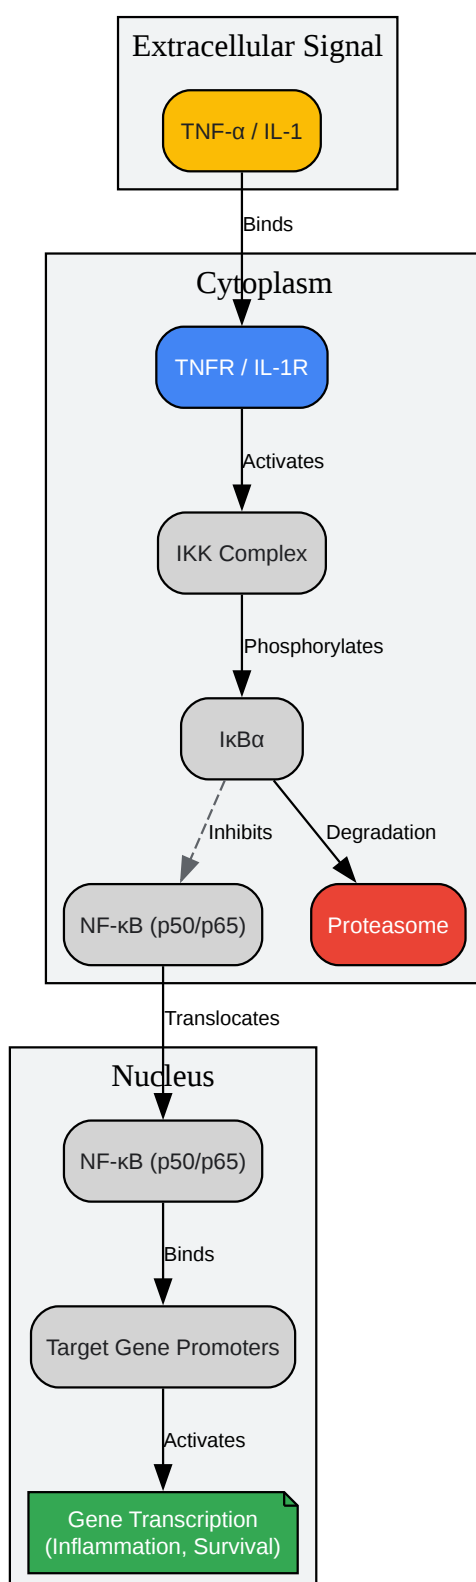 Extracellular Signal
TNF-α / IL-1
Binds
Cytoplasm
TNFR / IL-1R
Activates
IKK Complex
Phosphorylates
IκBα
Inhibits
Degradation
NF-κB (p50/p65)
Proteasome
Translocates
Nucleus
NF-κB (p50/p65)
Binds
Target Gene Promoters
Activates
Gene Transcription
(Inflammation, Survival)